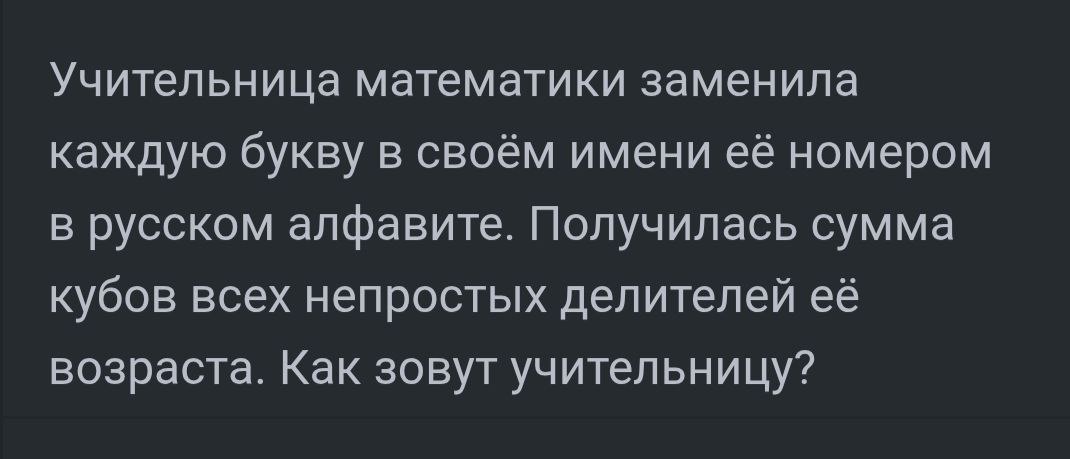 Учительница математики заменила
каждую букву в своём имени её номером
в русском алфавите. Получилась сумма
кубов всех непростых делителей её
возраста. Как зовут учительницу?